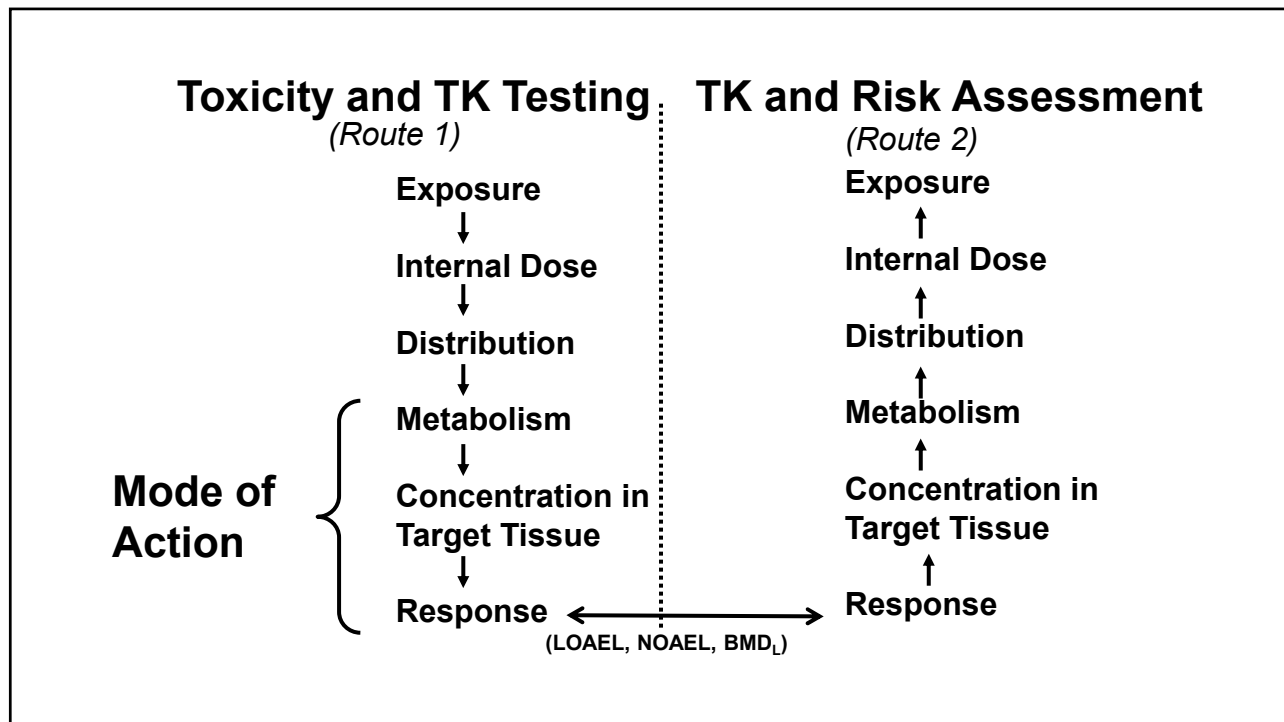 Toxicity and TK Testing
(Route 1)
Exposure
Internal Dose
Distribution
Metabolism
Concentration in
Target Tissue
Response
Mode of
Action
(LOAEL, NOAEL, BMDL)
TK and Risk Assessment
(Route 2)
Exposure
Internal Dose
Distribution
Metabolism
Concentration in
Target Tissue
Response